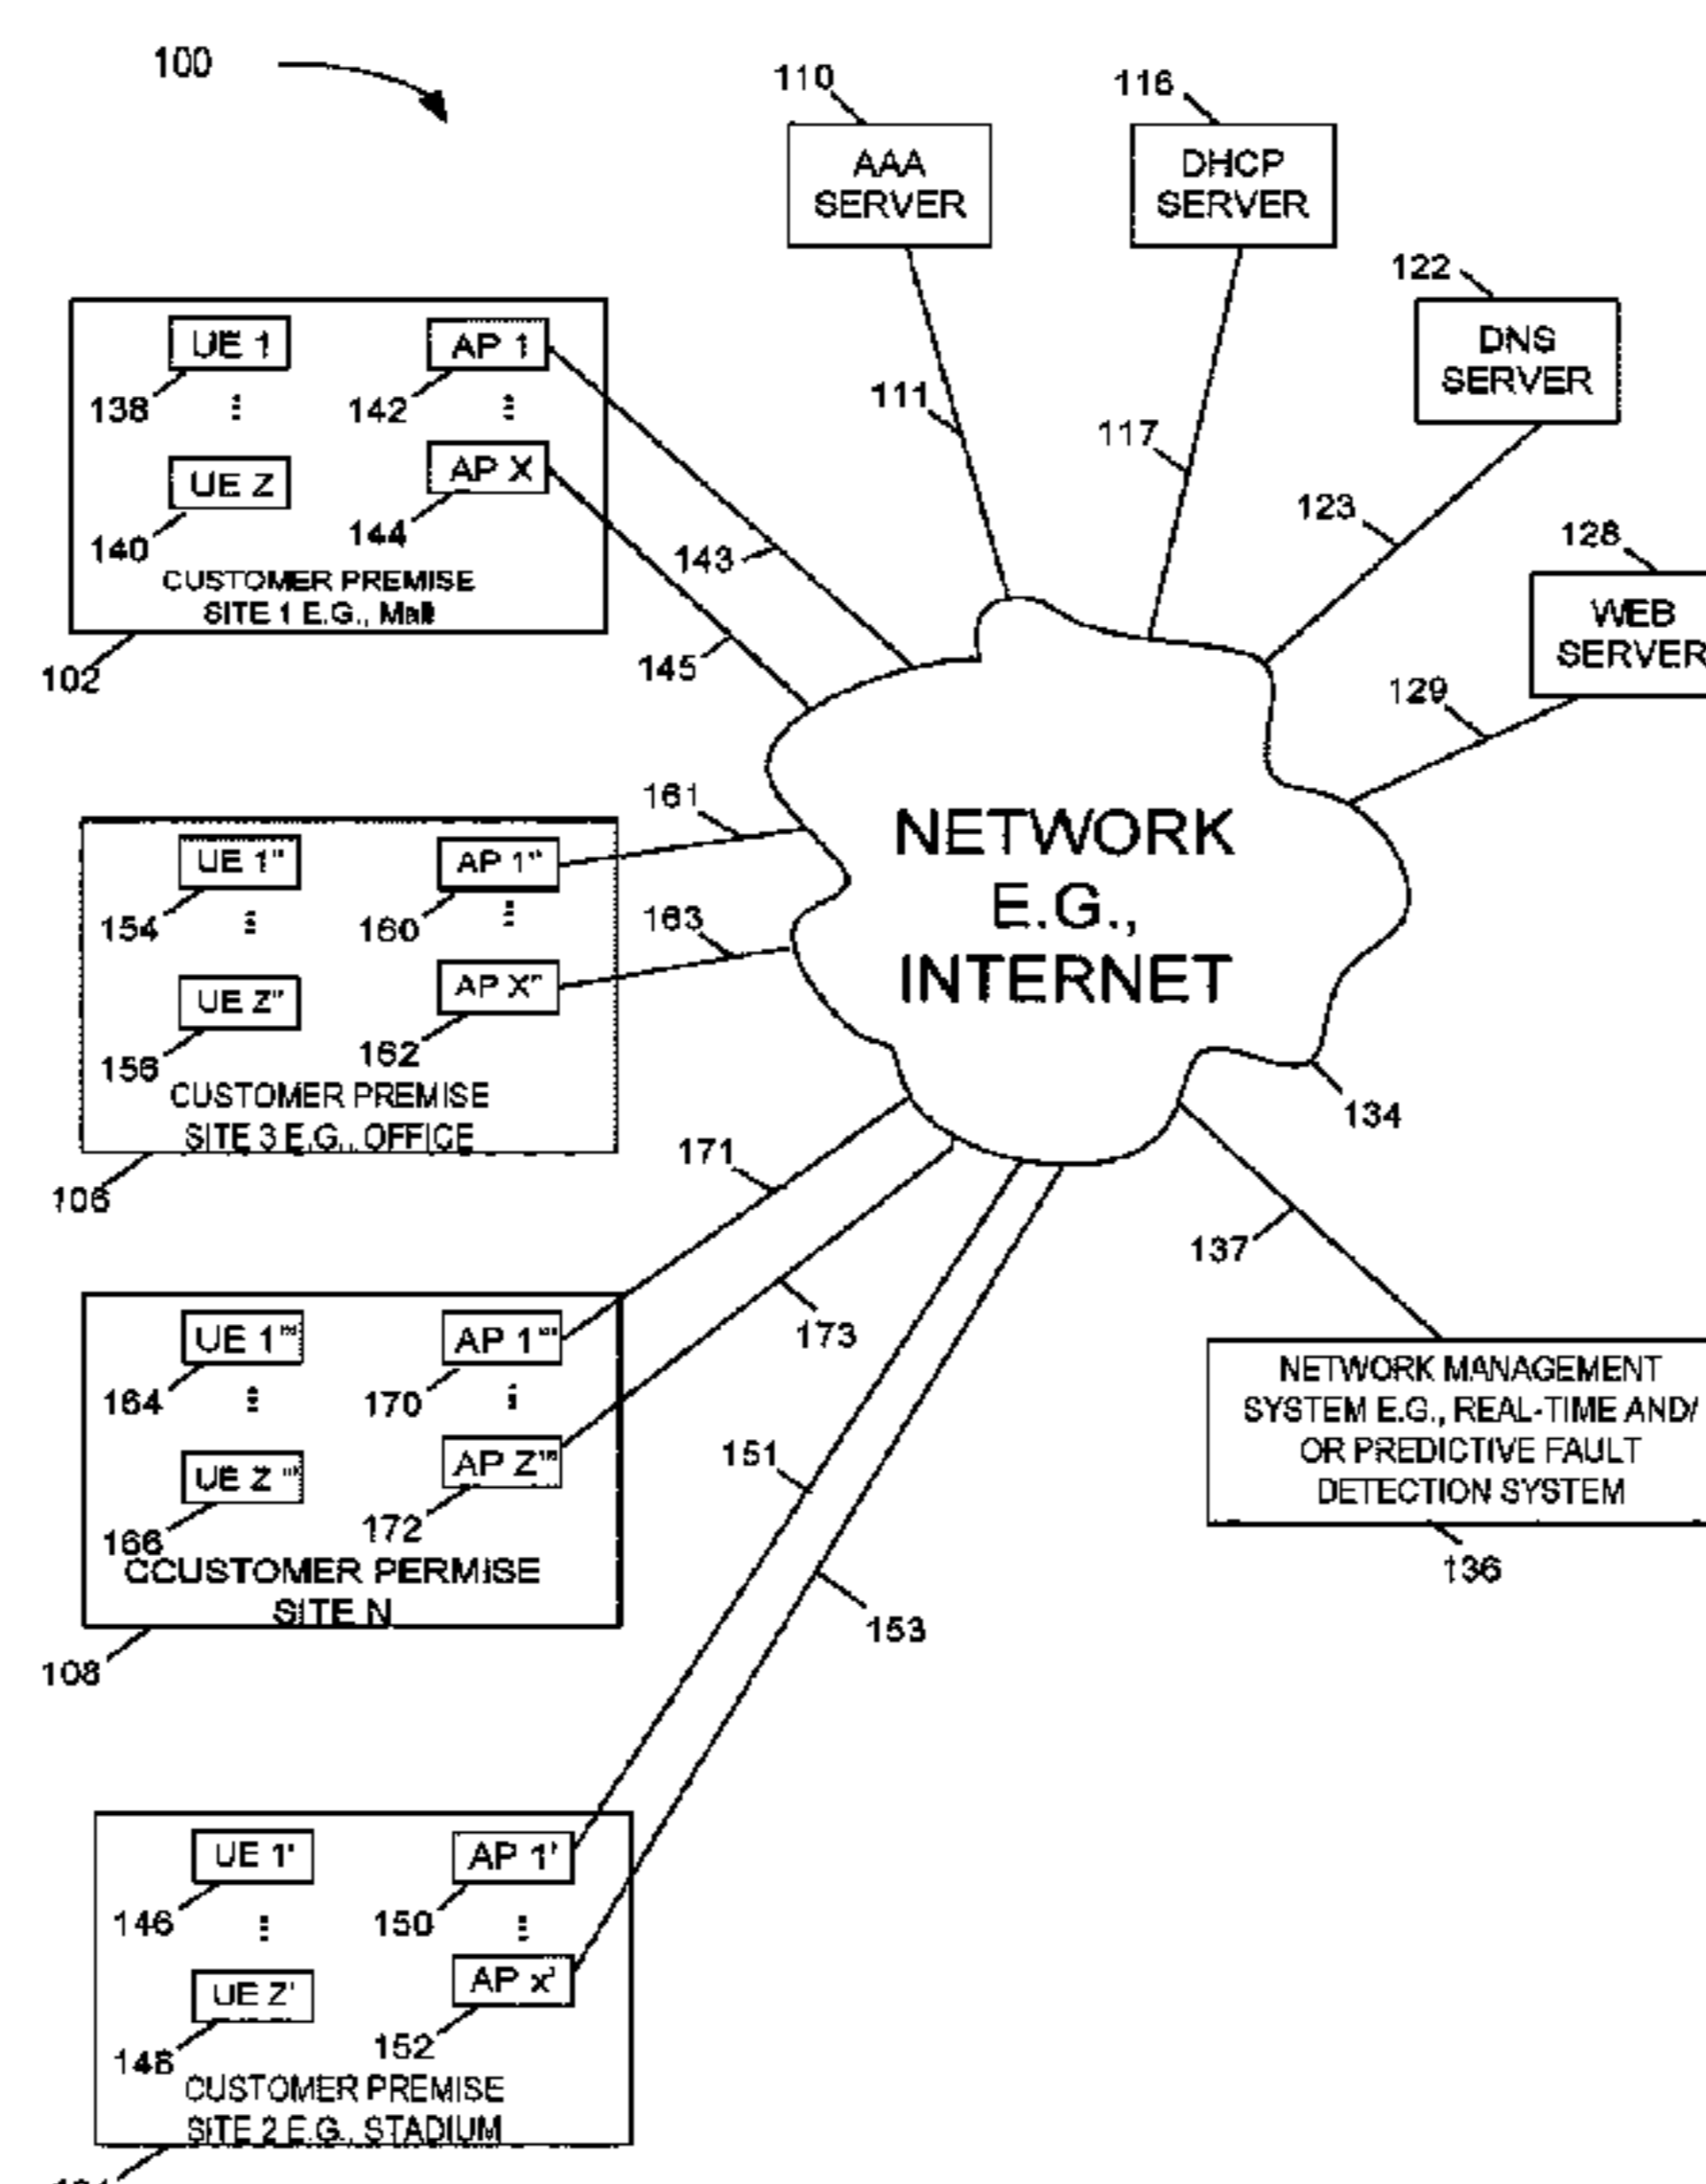 100
110
AAA
SERVER
116
DHCP
SERVER
122
DNS
SERVER
128
WEB
SERVER
111
117
123
129
UE 1
138
AP 1
142
UE Z
140
AP X
144
CUSTOMER PREMISE
SITE 1 E.G., Mall
102
143
145
NETWORK
E.G.,
INTERNET
134
161
163
UE 1"
154
AP 1"
160
UE Z"
156
AP X"
162
CUSTOMER PREMISE
SITE 3 E.G., OFFICE
106
171
173
137
NETWORK MANAGEMENT
SYSTEM E.G., REAL-TIME AND/
OR PREDICTIVE FAULT
DETECTION SYSTEM
136
UE 1"'
164
AP 1"'
170
UE Z "'
166
AP Z"'
172
CCUSTOMER PERMISE
SITE N
108
151
153
UE 1'
146
AP 1'
150
UE Z'
148
AP x'
152
CUSTOMER PREMISE
SITE 2 E.G., STADIUM